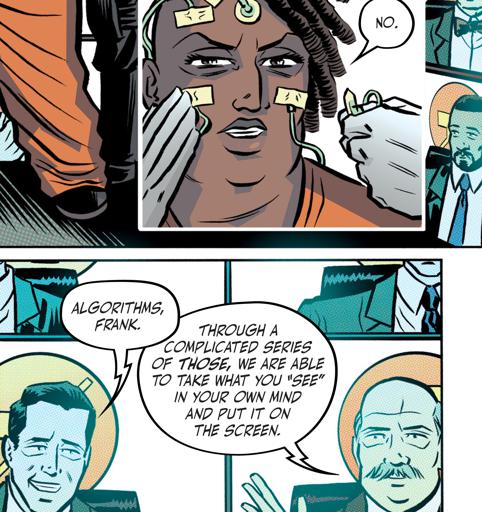 NO.
ALGORITHMS,
FRANK.
THROUGH A
COMPLICATED SERIES
OF THOSE, WE ARE ABLE
TO TAKE WHAT YOU "SEE"
IN YOUR OWN MIND
AND PUT IT ON
THE SCREEN.